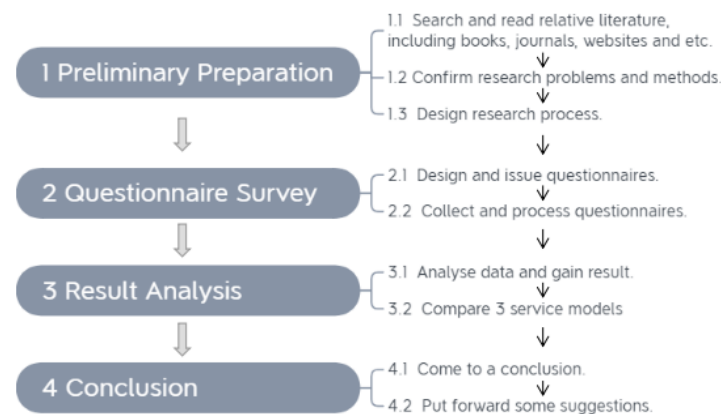 1 Preliminary Preparation
1.1 Search and read relative literature,
including books, journals, websites and etc.
1.2 Confirm research problems and methods.
1.3 Design research process.
2 Questionnaire Survey
2.1 Design and issue questionnaires.
2.2 Collect and process questionnaires.
3 Result Analysis
3.1 Analyse data and gain result.
3.2 Compare 3 service models
4 Conclusion
4.1 Come to a conclusion.
4.2 Put forward some suggestions.